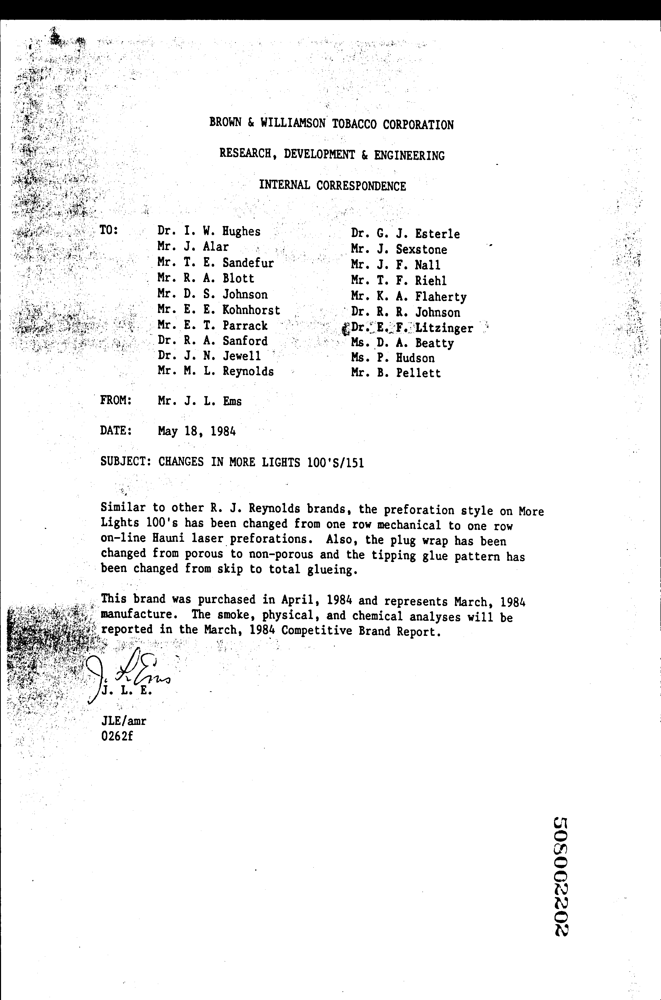 BROWN & WILLIAMSON TOBACCO CORPORATION
RESEARCH, DEVELOPMENT & ENGINEERING
INTERNAL CORRESPONDENCE
TO: Dr. I. W. Hughes Dr. G. J. Esterle
Mr. J. Alar Mr. J. Sexstone
Mr. T. E. Sandefur Mr. J. F. Nall
Mr. R. A. Blott Mr. T. F. Riehl
Mr. D. S. Johnson Mr. K. A. Flaherty
Mr. E. E. Kohnhorst Dr. R. R. Johnson
Mr. E. T. Parrack Dr. E. F. Litzinger
Dr. R. A. Sanford Ms. D. A. Beatty
Dr. J. N. Jewell Ms. P. Hudson
Mr. M. L. Reynolds Mr. B. Pellett
FROM: Mr. J. L. Ems
DATE: May 18, 1984
SUBJECT: CHANGES IN MORE LIGHTS 100'S/151
Similar to other R. J. Reynolds brands, the preforation style on More
Lights 100's has been changed from one row mechanical to one row
on-line Hauni laser preforations. Also, the plug wrap has been
changed from porous to non-porous and the tipping glue pattern has
been changed from skip to total glueing.
This brand was purchased in April, 1984 and represents March, 1984
manufacture. The smoke, physical, and chemical analyses will be
reported in the March, 1984 Competitive Brand Report.
J. L. Ems
J. L. E.
JLE/amr
0262f
508002202